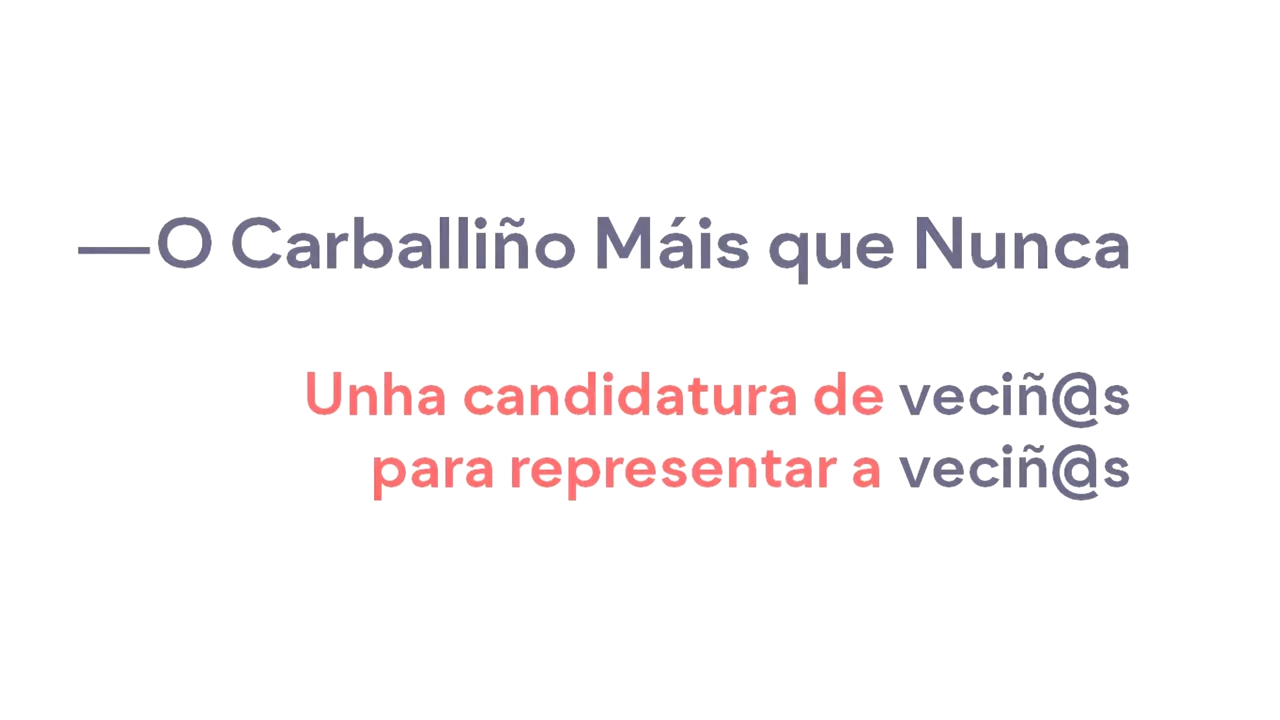 —O Carballiño Máis que Nunca
Unha candidatura de veciñ@s
para representar a veciñ@s